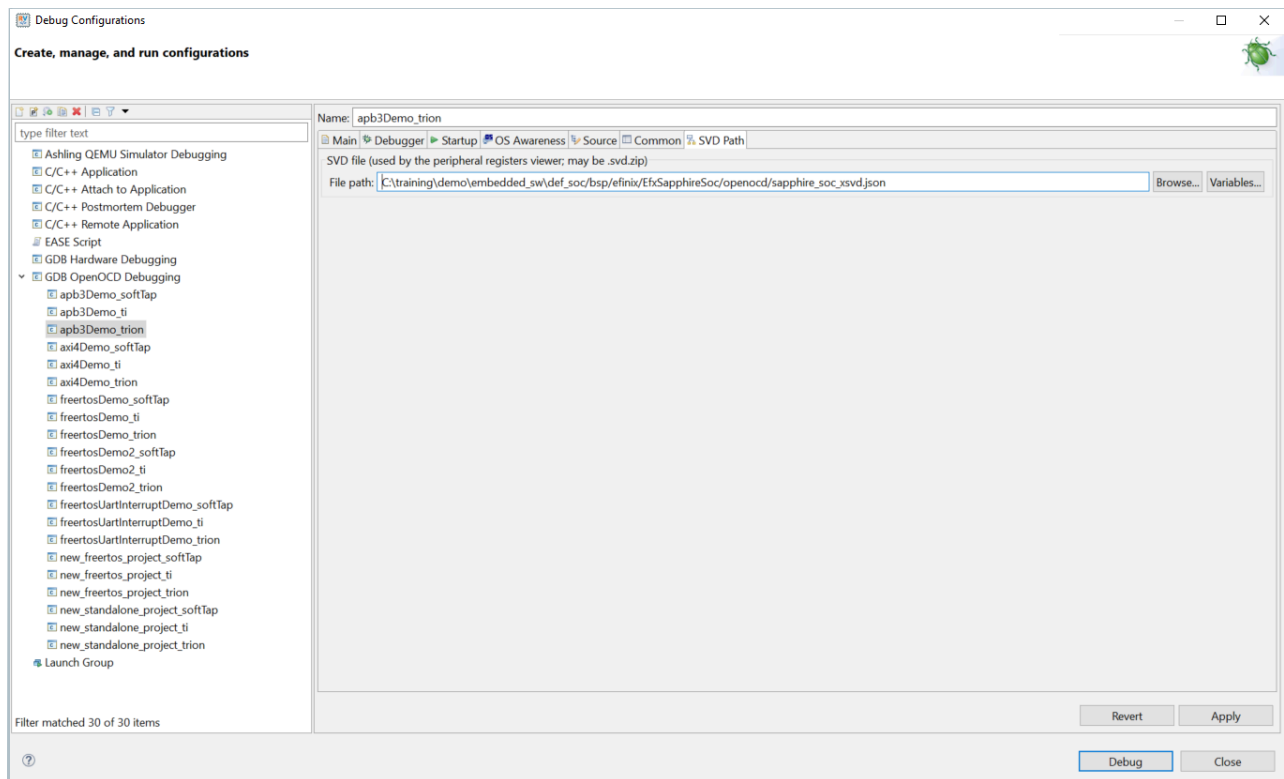 Debug Configurations
Create, manage, and run configurations
type filter text
Ashling QEMU Simulator Debugging
C/C++ Application
C/C++ Attach to Application
C/C++ Postmortem Debugger
C/C++ Remote Application
EASE Script
GDB Hardware Debugging
GDB OpenOCD Debugging
apb3Demo_softTap
apb3Demo_ti
apb3Demo_trion
axi4Demo_softTap
axi4Demo_ti
axi4Demo_trion
freertosDemo_softTap
freertosDemo_ti
freertosDemo_trion
freertosDemo2_softTap
freertosDemo2_ti
freertosDemo2_trion
freertosUartInterruptDemo_softTap
freertosUartInterruptDemo_ti
freertosUartInterruptDemo_trion
new_freertos_project_softTap
new_freertos_project_ti
new_freertos_project_trion
new_standalone_project_softTap
new_standalone_project_ti
new_standalone_project_trion
Launch Group
Filter matched 30 of 30 items
Name: apb3Demo_trion
Main Debugger Startup OS Awareness Source Common SVD Path
SVD file (used by the peripheral registers viewer; may be .svd.zip)
File path: C:\training\demo\embedded_sw\def_soc/bsp/efinix/EfxSapphireSoc/openocd/sapphire_soc_xsvd.json Browse... Variables...
Revert Apply
Debug Close